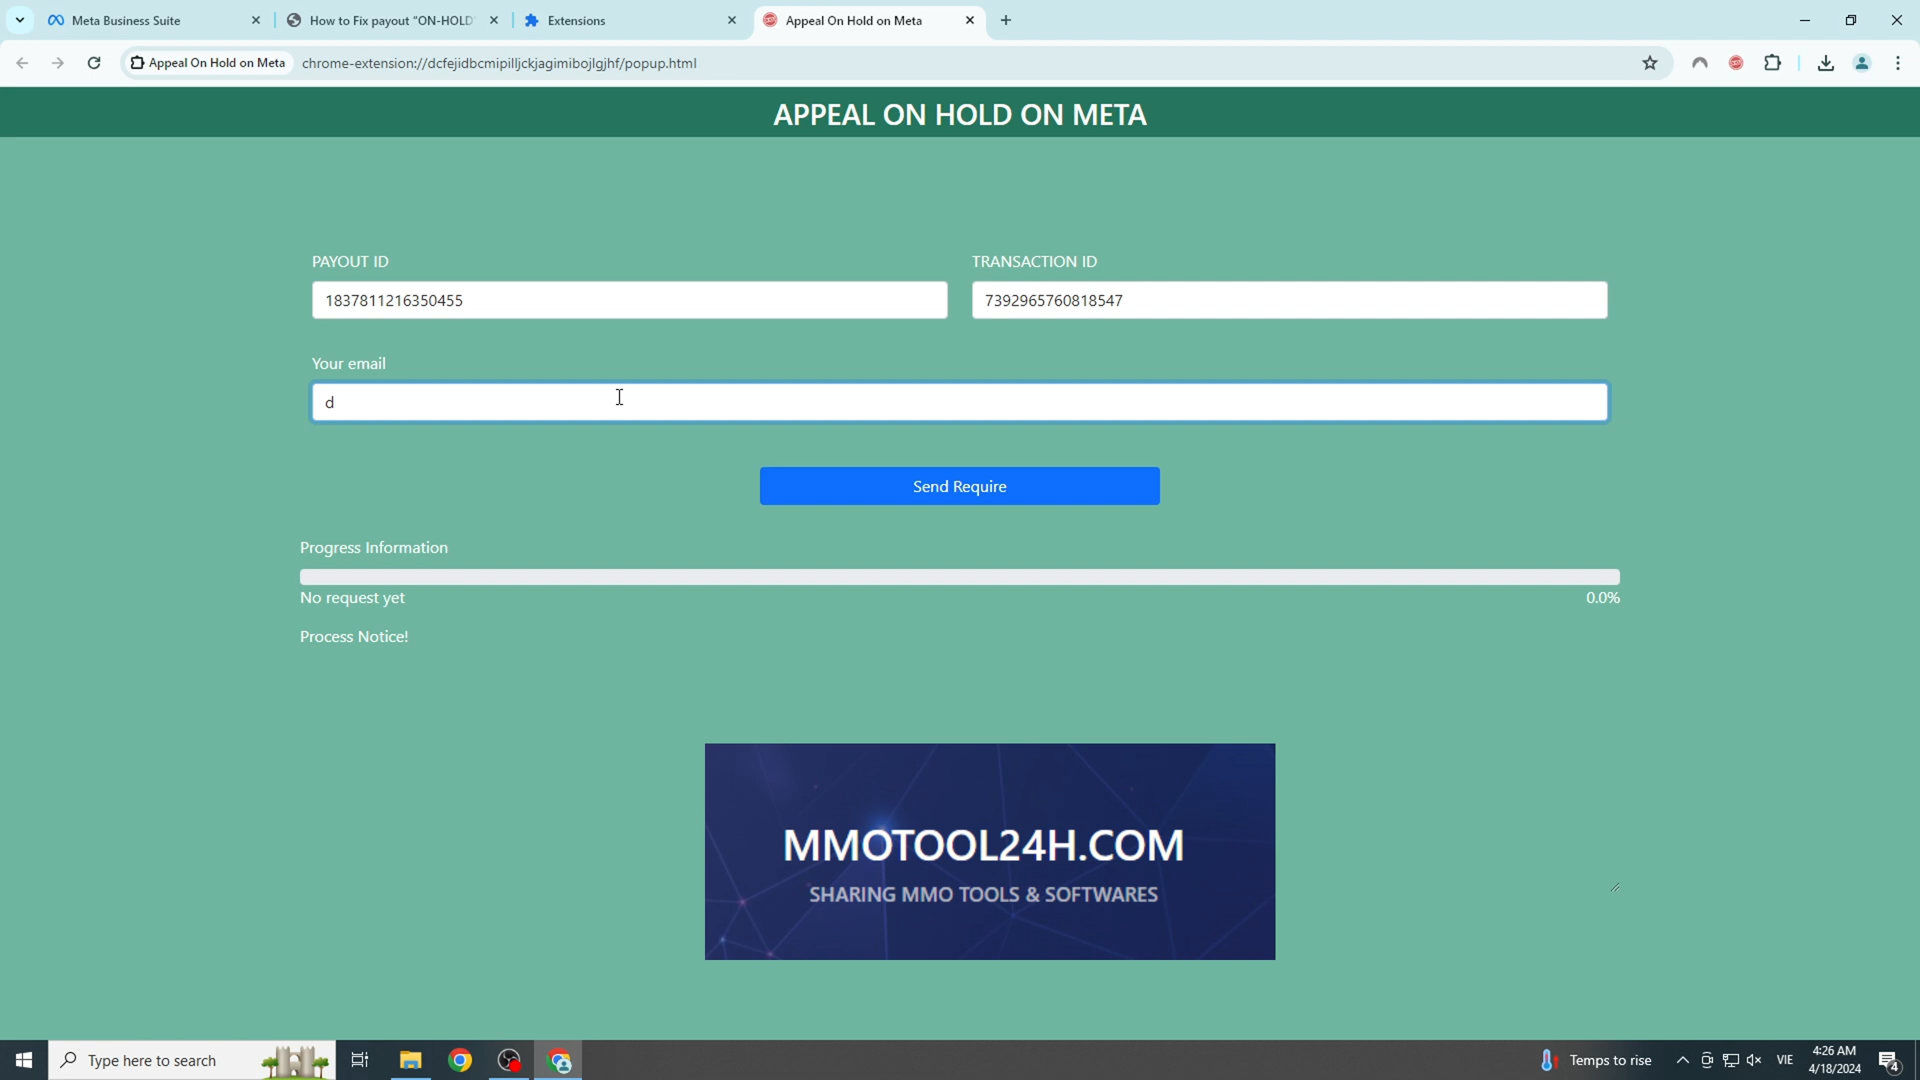 Meta Business Suite
How to Fix payout "ON-HOLD"
Extensions
Appeal On Hold on Meta
Appeal On Hold on Meta
chrome-extension://dcfejidbcmipilljckjagimibojlgjhf/popup.html
APPEAL ON HOLD ON META
PAYOUT ID
TRANSACTION ID
1837811216350455
7392965760818547
Your email
d
Send Require
Progress Information
No request yet
0.0%
Process Notice!
MMOTOOL24H.COM
SHARING MMO TOOLS & SOFTWARES
Type here to search
Temps to rise
VIE
4:26 AM
4/18/2024
4